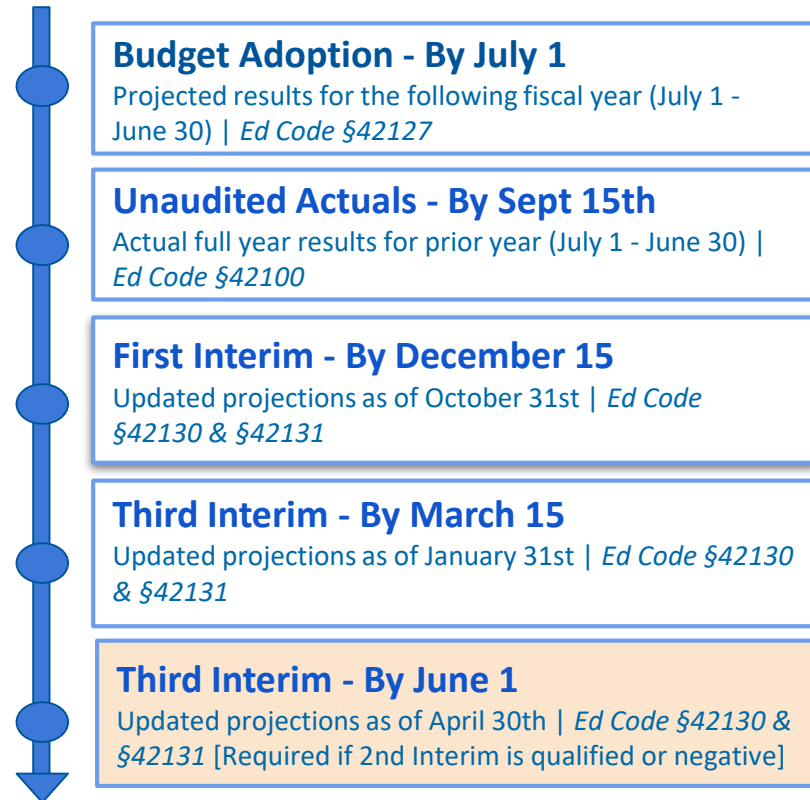 Budget Adoption - By July 1
Projected results for the following fiscal year (July 1 -
June 30) | Ed Code §42127
Unaudited Actuals - By Sept 15th
Actual full year results for prior year (July 1 - June 30) |
Ed Code §42100
First Interim - By December 15
Updated projections as of October 31st | Ed Code
§42130 & §42131
Third Interim - By March 15
Updated projections as of January 31st | Ed Code §42130
& §42131
Third Interim - By June 1
Updated projections as of April 30th | Ed Code §42130 &
§42131 [Required if 2nd Interim is qualified or negative]